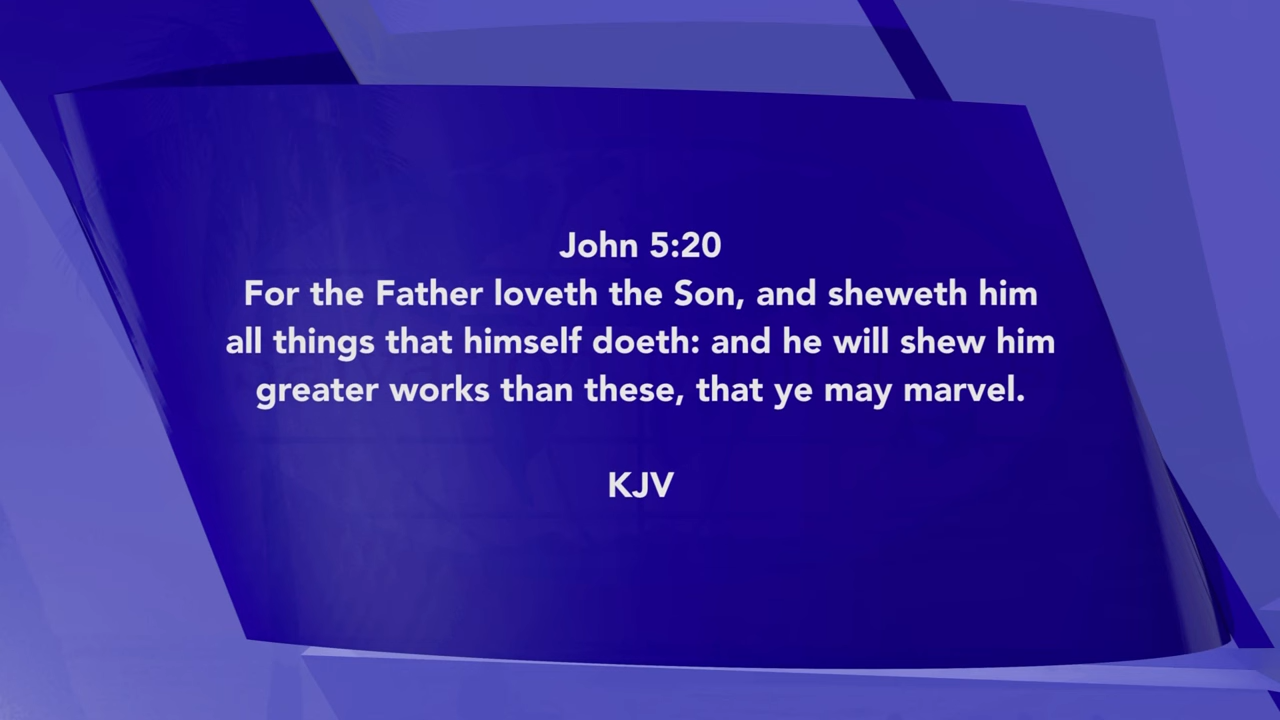 John 5:20
For the Father loveth the Son, and sheweth him
all things that himself doeth: and he will shew him
greater works than these, that ye may marvel.
KJV